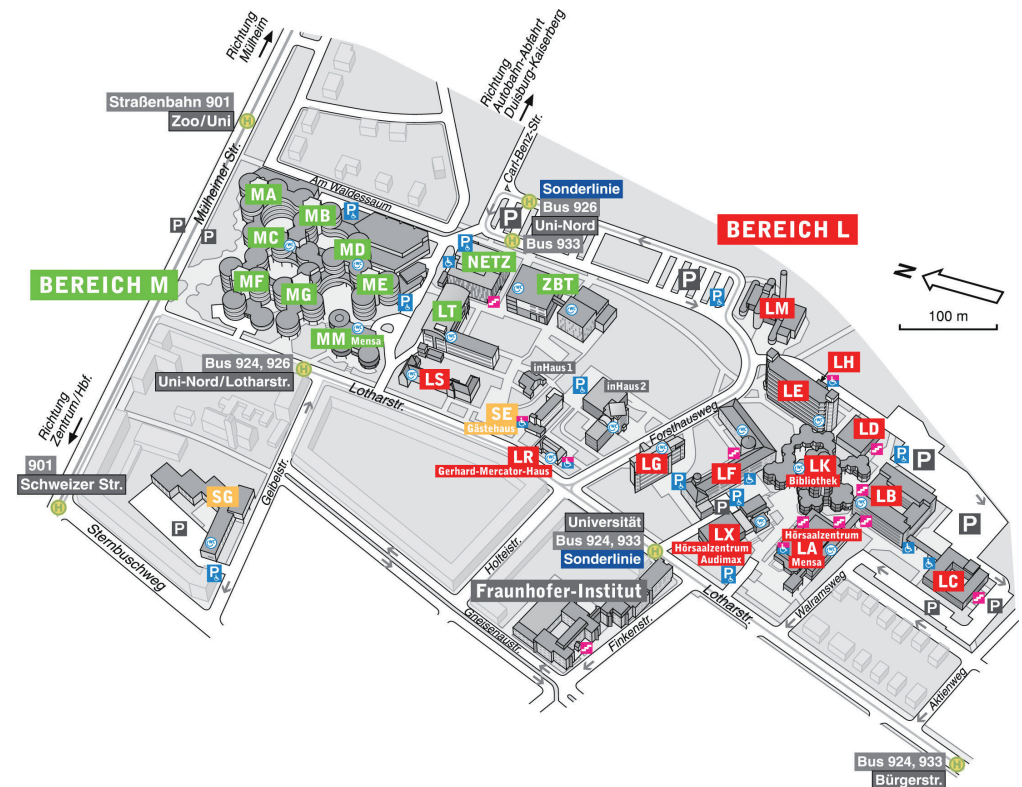 Richtung
Mülheim
Richtung
Autobahn-Abfahrt
Duisburg-Kaiserberg
Straßenbahn 901
Zoo/Uni
H
Mülheimer Str.
Am Waldessaum
Carl-Benz-Str.
H
Sonderlinie
Bus 926
Uni-Nord
Bus 933
H
P
BEREICH L
MA
MB
MC
MD
MF
MG
ME
MM Mensa
P
P
P
BEREICH M
NETZ
P
ZBT
LT
P
P
LM
N
100 m
LH
LE
LD
P
P
Bus 924, 926
Uni-Nord/Lotharstr.
H
Lotharstr.
LS
inHaus1
inHaus2
P
SE
Gästehaus
LR
Gerhard-Mercator-Haus
Forsthausweg
LG
P
LF
P
P
LK
Bibliothek
LB
P
Richtung
Zentrum/Hbf.
901
Schweizer Str.
H
SG
P
P
Geibelstr.
Sternbuschweg
Holteistr.
Universität
Bus 924, 933
Sonderlinie
H
LX
Hörsaalzentrum
Audimax
P
Hörsaalzentrum
LA
Mensa
LC
P
P
Fraunhofer-Institut
Gneisenaustr.
Finkenstr.
Lotharstr.
Walramsweg
Aktienweg
Bus 924, 933
Bürgerstr.
H